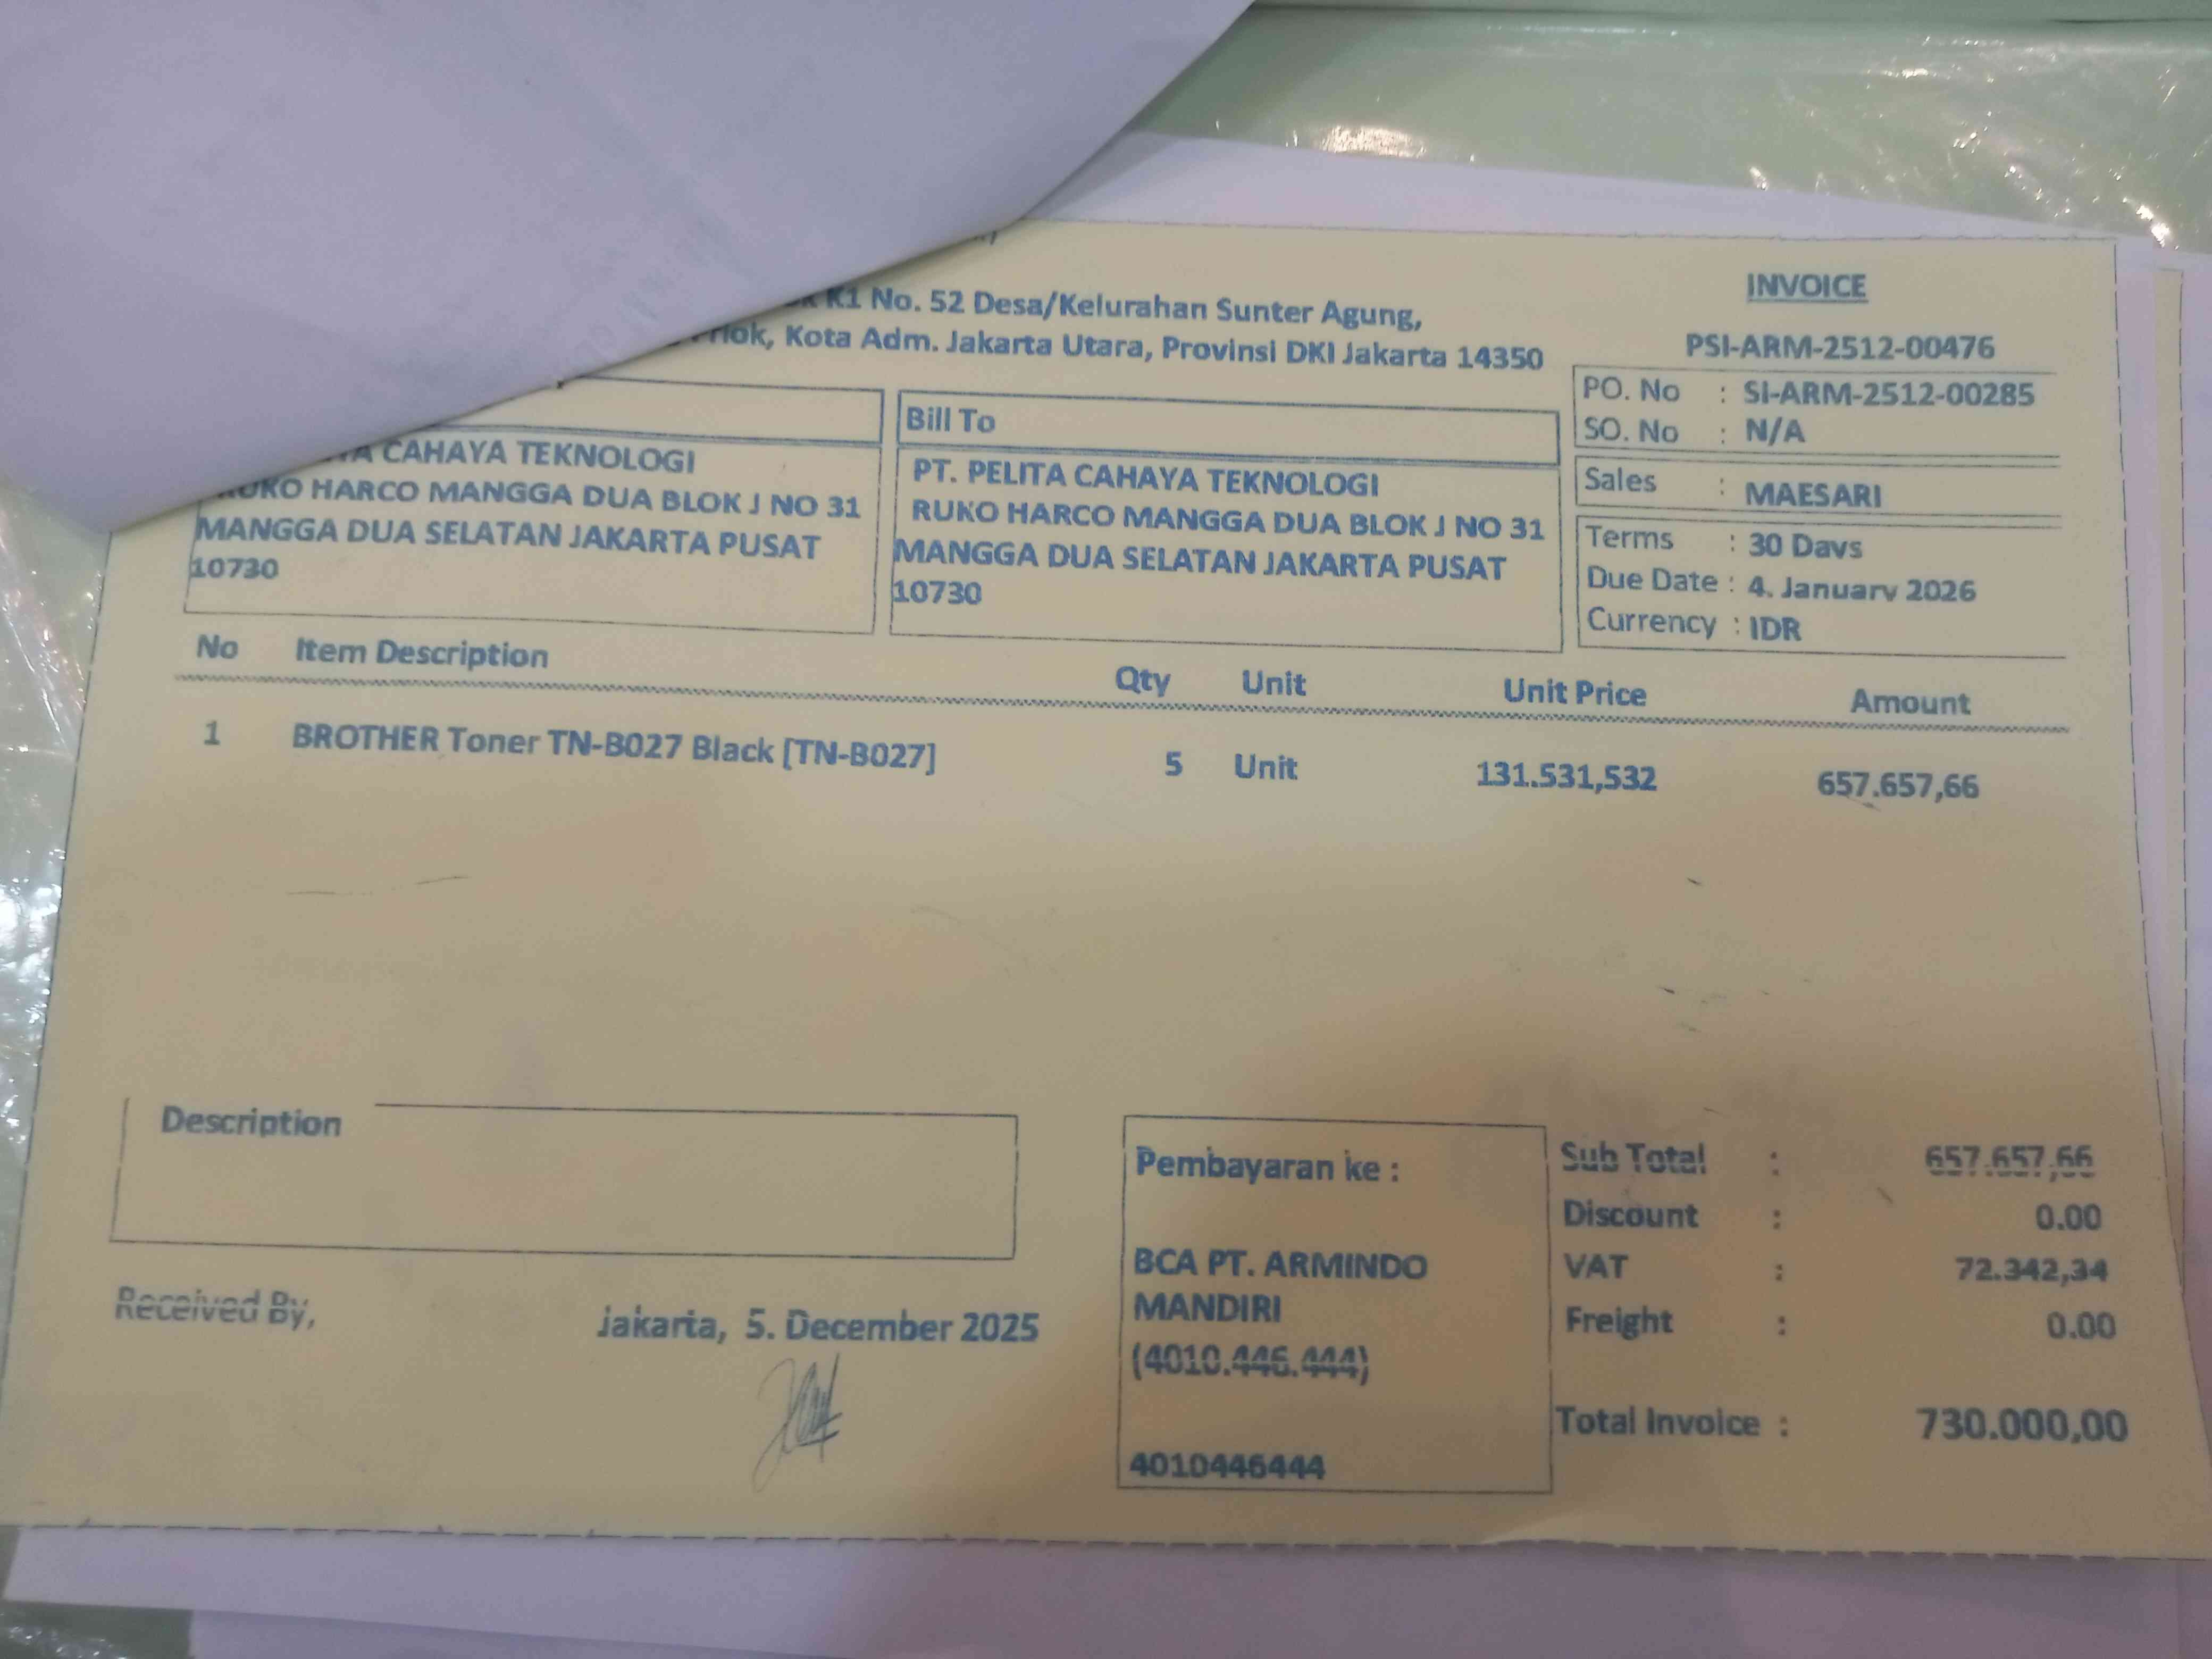 K1 No. 52 Desa/Kelurahan Sunter Agung,
Kota Adm. Jakarta Utara, Provinsi DKI Jakarta 14350
INVOICE
PSI-ARM-2512-00476
PO. No : SI-ARM-2512-00285
SO. No : N/A
Sales : MAESARI
Terms : 30 Days
Due Date : 4. January 2026
Currency : IDR
CAHAYA TEKNOLOGI
RUKO HARCO MANGGA DUA BLOK J NO 31
MANGGA DUA SELATAN JAKARTA PUSAT
10730
Bill To
PT. PELITA CAHAYA TEKNOLOGI
RUKO HARCO MANGGA DUA BLOK J NO 31
MANGGA DUA SELATAN JAKARTA PUSAT
10730
No Item Description Qty Unit Unit Price Amount
1 BROTHER Toner TN-B027 Black [TN-B027] 5 Unit 131.531,532 657.657,66
Description
Received By,
Jakarta, 5. December 2025
Pembayaran ke :
BCA PT. ARMINDO
MANDIRI
(4010.446.444)
4010446444
Sub Total : 657.657,66
Discount : 0.00
VAT : 72.342,34
Freight : 0.00
Total Invoice : 730.000,00